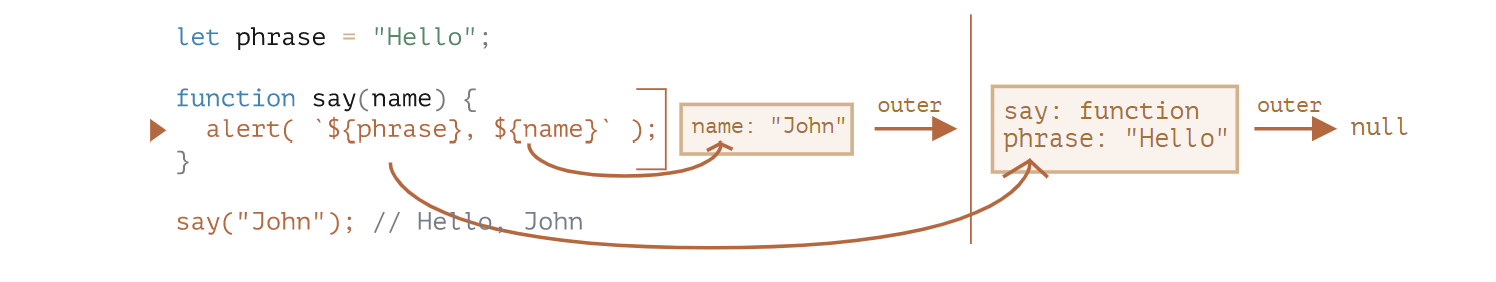 let phrase = "Hello";
function say(name) {
alert( `${phrase}, ${name}` );
}
say("John"); // Hello, John
name: "John"
outer
say: function
phrase: "Hello"
outer
null